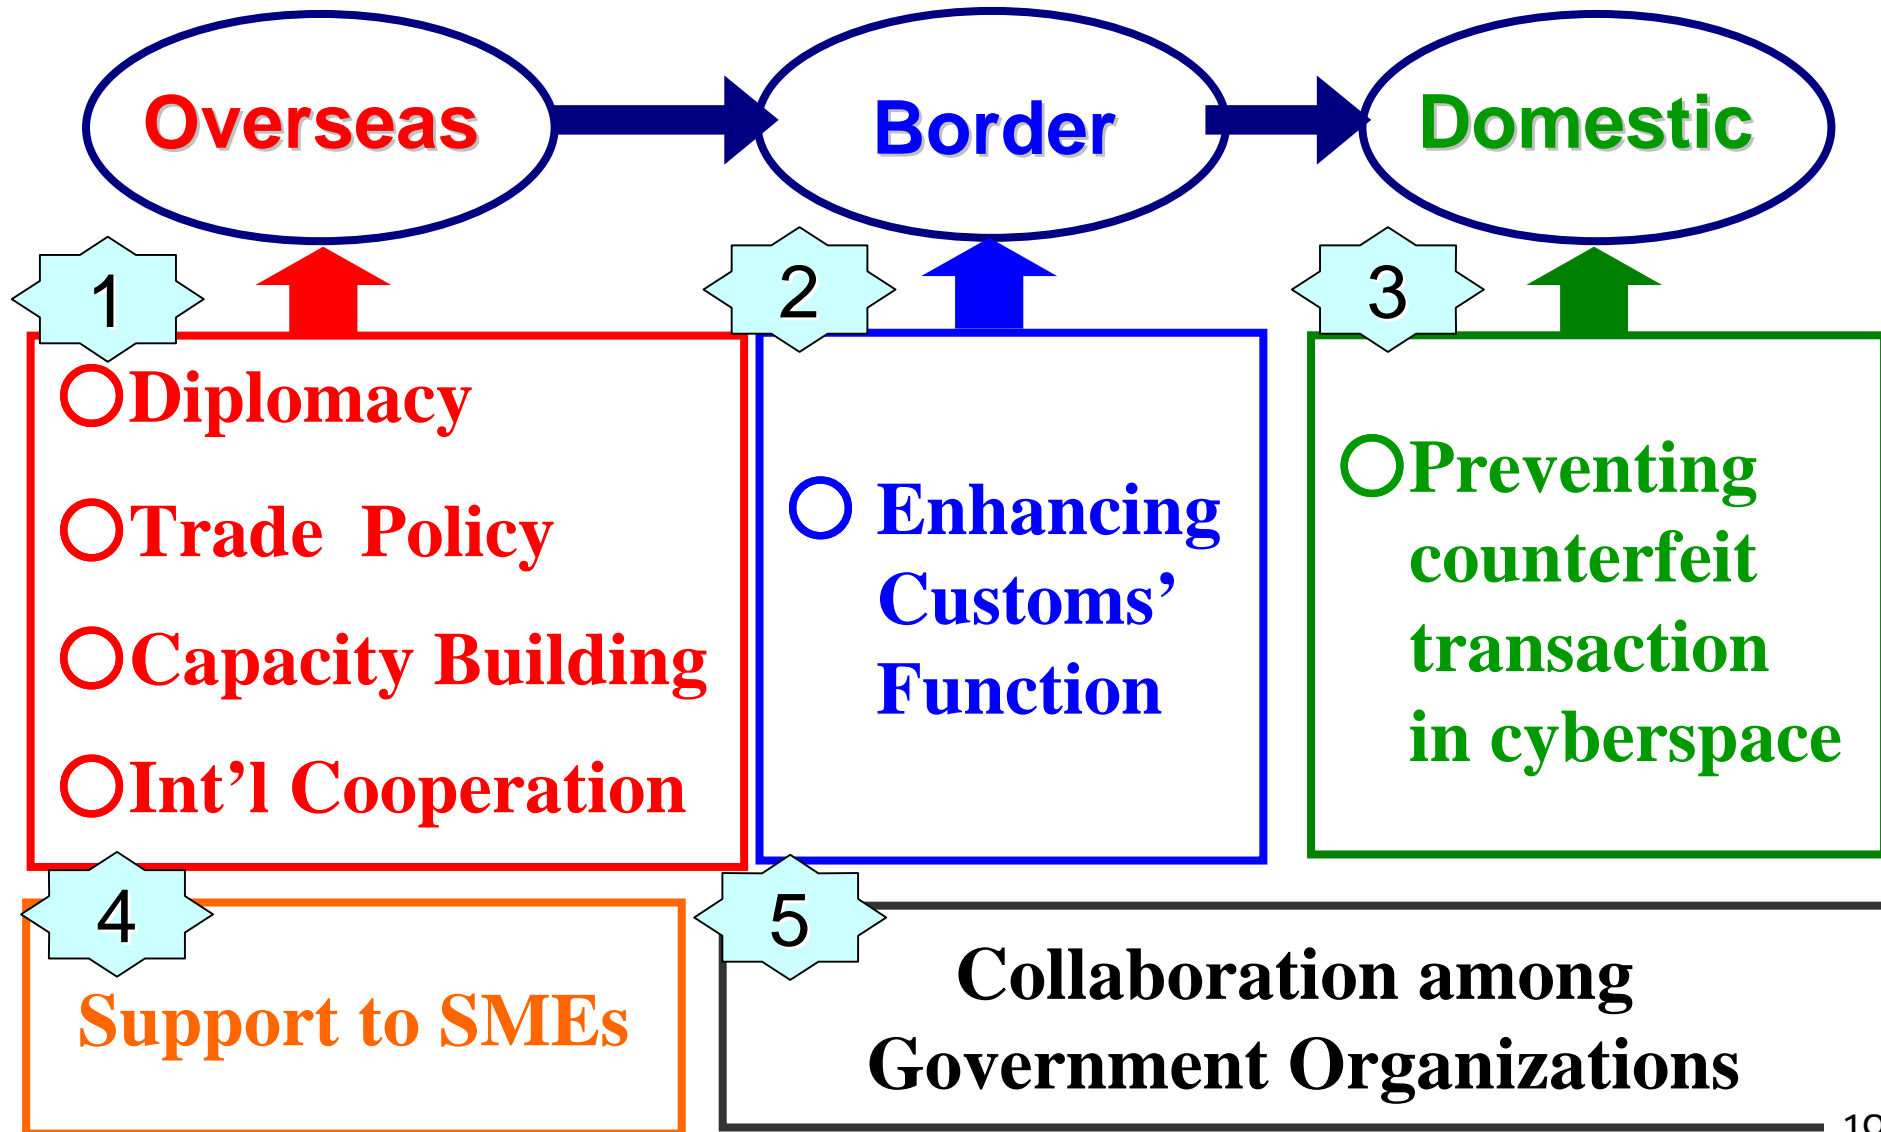 Overseas
Border
Domestic
1
2
3
Diplomacy
Trade Policy
Capacity Building
Int’l Cooperation
Enhancing
Customs’
Function
Preventing
counterfeit
transaction
in cyberspace
4
5
Support to SMEs
Collaboration among
Government Organizations